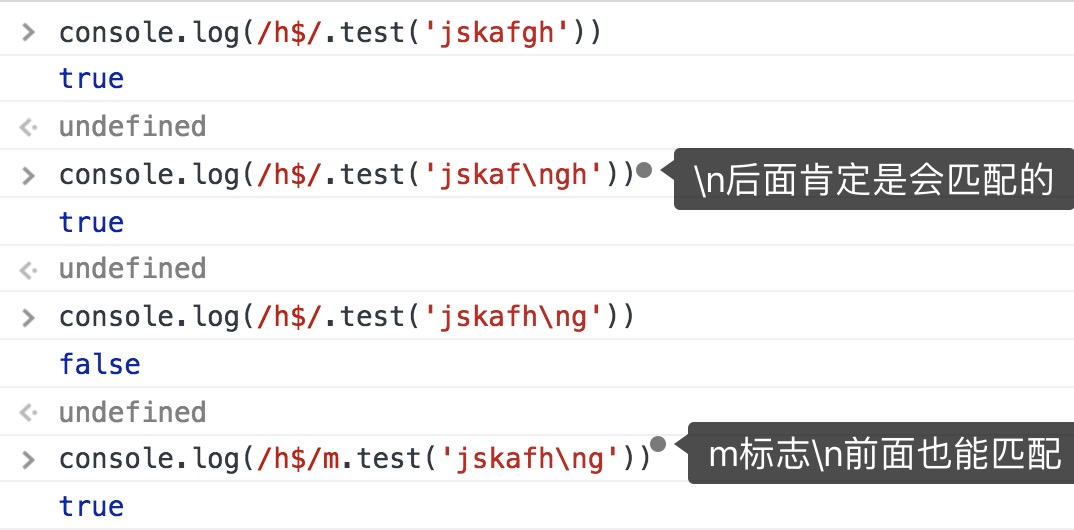 console.log(/h$/.test('jskafgh'))
true
undefined
console.log(/h$/.test('jskaf\ngh'))
\n后面肯定是会匹配的
true
undefined
console.log(/h$/.test('jskafh\ng'))
false
undefined
console.log(/h$/m.test('jskafh\ng'))
m标志\n前面也能匹配
true